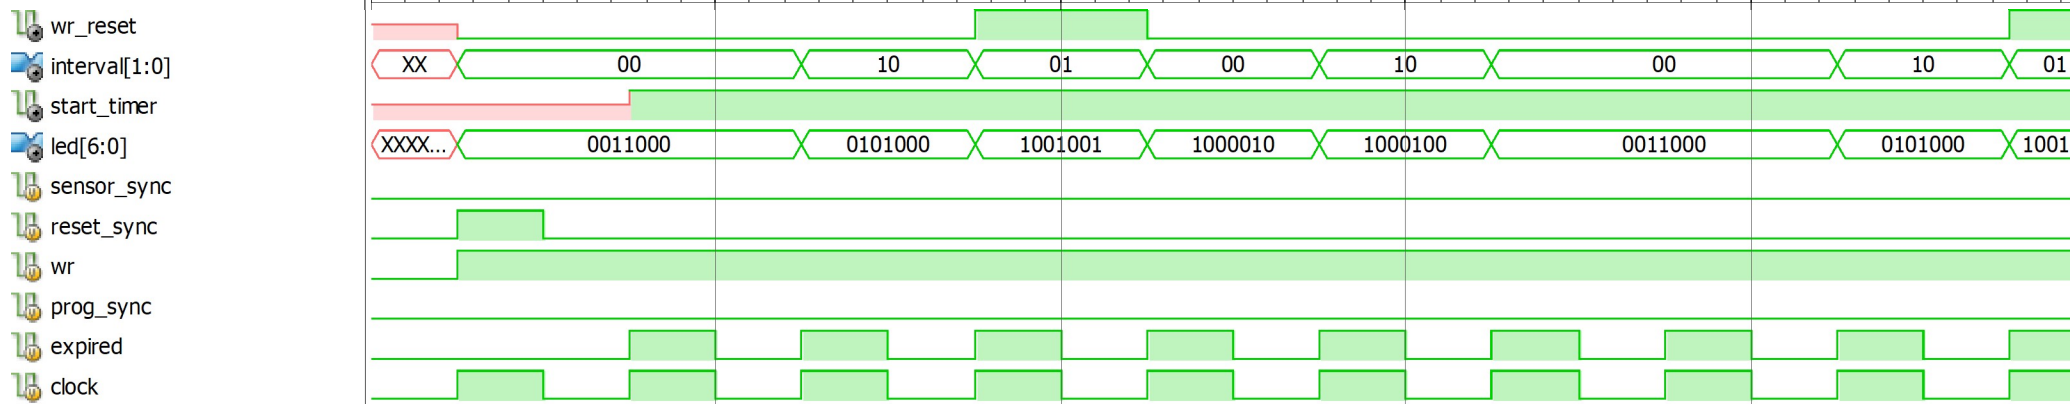 wr_reset
interval[1:0] XX 00 10 01 00 10 00 10 01
start_timer
led[6:0] XXXX... 0011000 0101000 1001001 1000010 1000100 0011000 0101000 1001
sensor_sync
reset_sync
wr
prog_sync
expired
clock